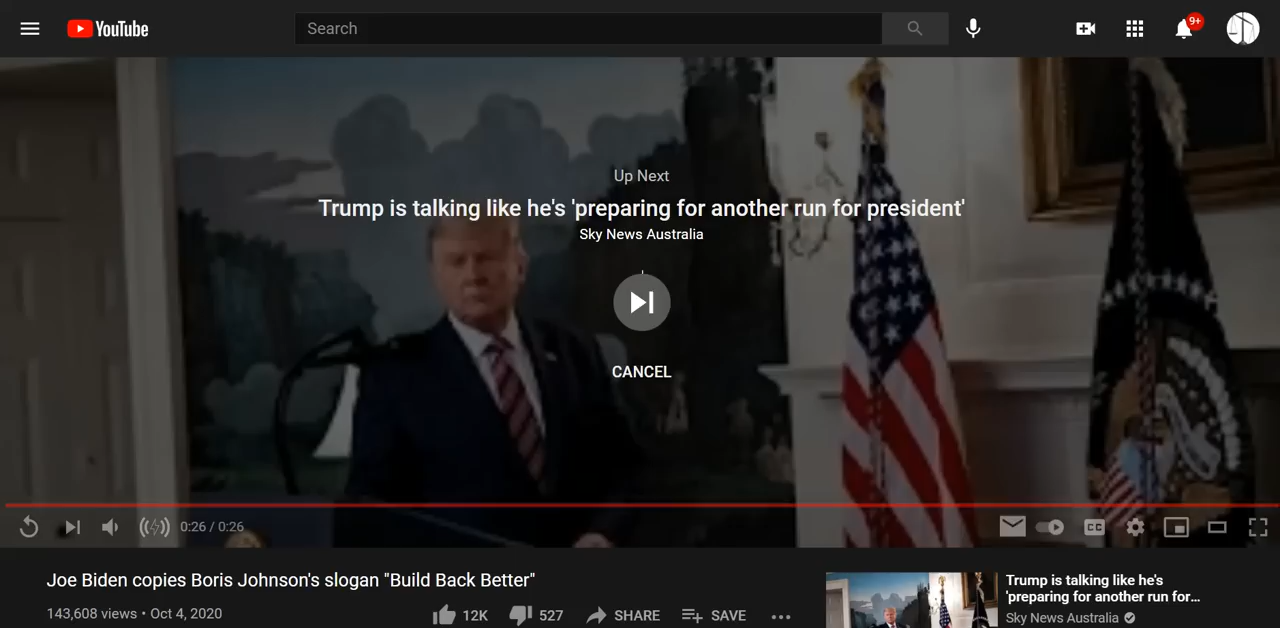 YouTube
Search
9+
Up Next
Trump is talking like he's 'preparing for another run for president'
Sky News Australia
CANCEL
0:26 / 0:26
CC
Joe Biden copies Boris Johnson's slogan "Build Back Better"
143,608 views • Oct 4, 2020
12K
527
SHARE
SAVE
Trump is talking like he's
'preparing for another run for...
Sky News Australia